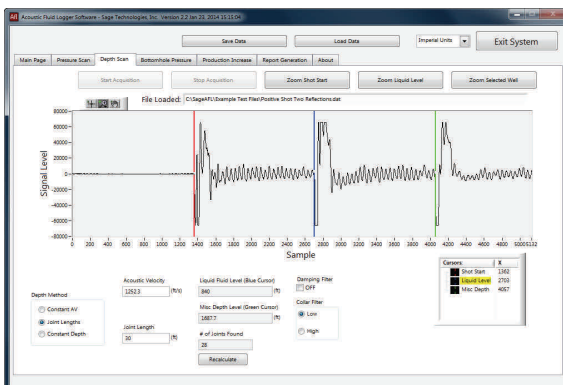 Acoustic Fluid Logger Software - Sage Technologies, Inc. Version 2.2 Jan 23, 2014 15:15:04
Save Data
Load Data
Imperial Units
Exit System
Main Page
Pressure Scan
Depth Scan
Bottomhole Pressure
Production Increase
Report Generation
About
Start Acquisition
Stop Acquisition
Zoom Shot Start
Zoom Liquid Level
Zoom Selected Well
File Loaded: C:\SageAFL\Example Test Files\Positive Shot Two Reflections.dat
Signal Level
80000
60000
40000
20000
0
-20000
-40000
-60000
-80000
0 200 400 600 800 1000 1200 1400 1600 1800 2000 2200 2400 2600 2800 3000 3200 3400 3600 3800 4000 4200 4400 4600 4800 5000 5132
Sample
Cursors: X
Shot Start 1362
Liquid Level 2703
Misc Depth 4057
Depth Method
Constant AV
Joint Lengths
Constant Depth
Acoustic Velocity
1252.3 (ft/s)
Joint Length
30 (ft)
Liquid Fluid Level (Blue Cursor)
840 (ft)
Misc Depth Level (Green Cursor)
1687.7 (ft)
# of Joints Found
28
Recalculate
Damping Filter
OFF
Collar Filter
Low
High